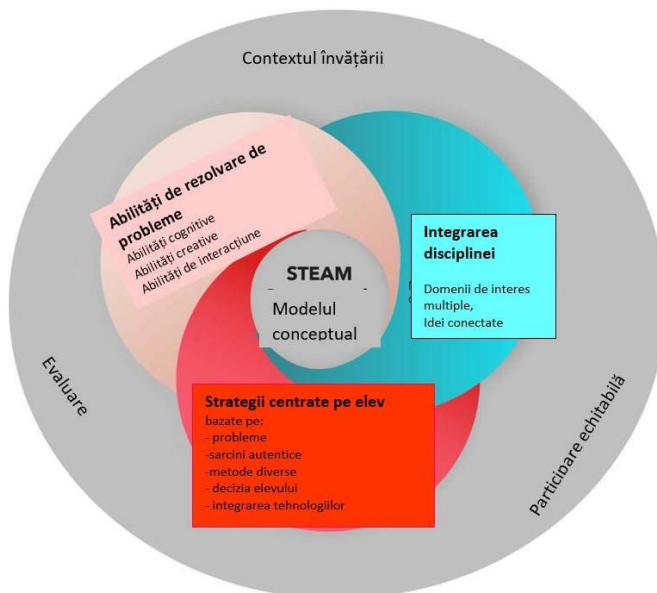 Contextul învățării
Abilități de rezolvare de
probleme
Abilități cognitive
Abilități creative
Abilități de interacțiune
Integrarea
disciplinei
Domenii de interes
multiple,
Idei conectate
STEAM
Modelul
conceptual
Strategii centrate pe elev
bazate pe:
- probleme
-sarcini autentice
-metode diverse
- decizia elevului
- integrarea tehnologiilor
Evaluare
Participare echitabilă